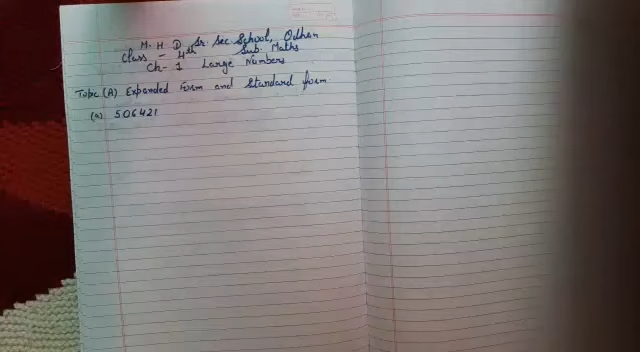 M. H D. Sr. Sec School, Odhan
Class - 4th Sub. Maths
Ch- 1 Large Numbers
Topic (A) Expanded Form and Standard form
(a) 506421